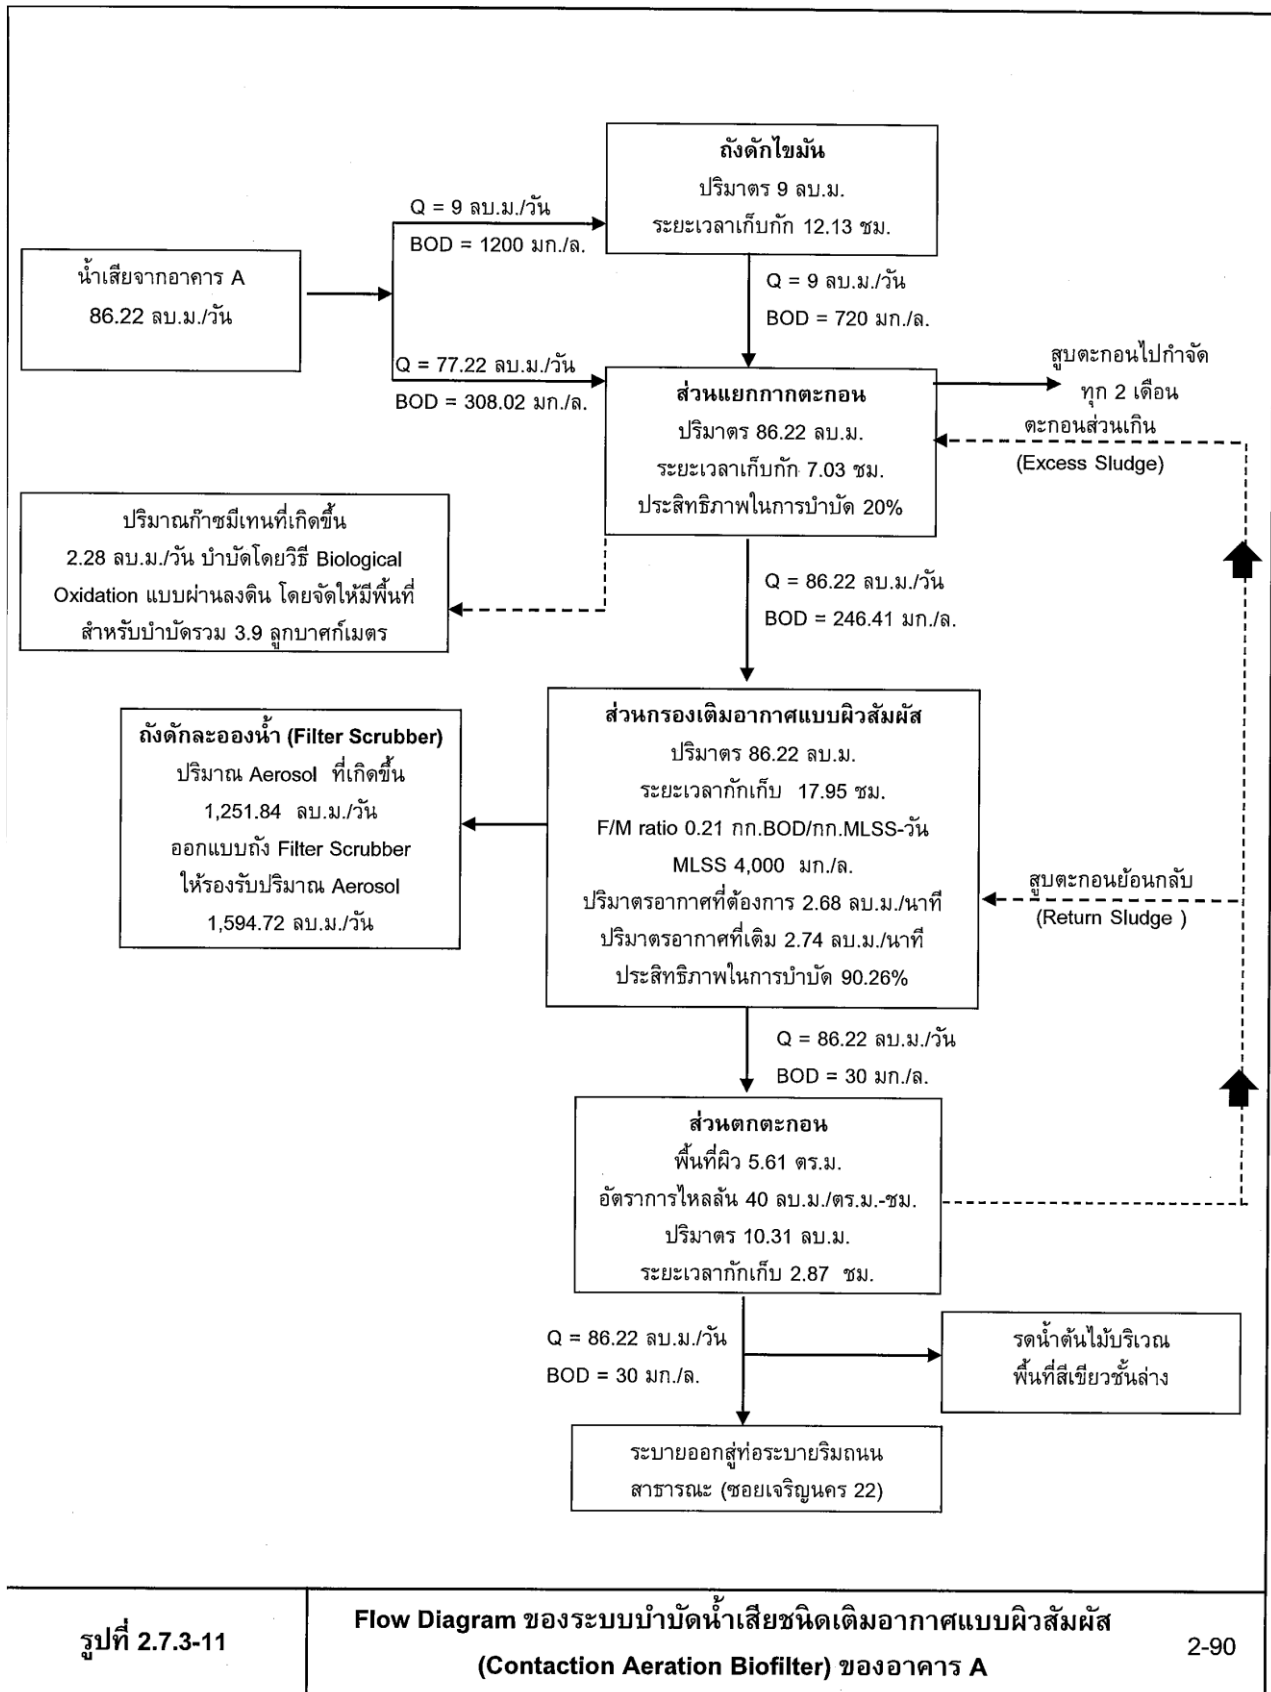 ถังดักไขมัน
ปริมาตร 9 ลบ.ม.
ระยะเวลาเก็บกัก 12.13 ชม.
Q = 9 ลบ.ม./วัน
BOD = 1200 มก./ล.
น้ำเสียจากอาคาร A
86.22 ลบ.ม./วัน
Q = 9 ลบ.ม./วัน
BOD = 720 มก./ล.
Q = 77.22 ลบ.ม./วัน
BOD = 308.02 มก./ล.
ส่วนแยกกากตะกอน
ปริมาตร 86.22 ลบ.ม.
ระยะเวลาเก็บกัก 7.03 ชม.
ประสิทธิภาพในการบำบัด 20%
สูบตะกอนไปกำจัด
ทุก 2 เดือน
ตะกอนส่วนเกิน
(Excess Sludge)
ปริมาณก๊าซมีเทนที่เกิดขึ้น
2.28 ลบ.ม./วัน บำบัดโดยวิธี Biological
Oxidation แบบผ่านลงดิน โดยจัดให้มีพื้นที่
สำหรับบำบัดรวม 3.9 ลูกบาศก์เมตร
Q = 86.22 ลบ.ม./วัน
BOD = 246.41 มก./ล.
ส่วนกรองเติมอากาศแบบผิวสัมผัส
ปริมาตร 86.22 ลบ.ม.
ระยะเวลากักเก็บ 17.95 ชม.
F/M ratio 0.21 กก.BOD/กก.MLSS-วัน
MLSS 4,000 มก./ล.
ปริมาตรอากาศที่ต้องการ 2.68 ลบ.ม./นาที
ปริมาตรอากาศที่เติม 2.74 ลบ.ม./นาที
ประสิทธิภาพในการบำบัด 90.26%
ถังดักละอองน้ำ (Filter Scrubber)
ปริมาณ Aerosol ที่เกิดขึ้น
1,251.84 ลบ.ม./วัน
ออกแบบถัง Filter Scrubber
ให้รองรับปริมาณ Aerosol
1,594.72 ลบ.ม./วัน
สูบตะกอนย้อนกลับ
(Return Sludge )
Q = 86.22 ลบ.ม./วัน
BOD = 30 มก./ล.
ส่วนตกตะกอน
พื้นที่ผิว 5.61 ตร.ม.
อัตราการไหลล้น 40 ลบ.ม./ตร.ม.-ชม.
ปริมาตร 10.31 ลบ.ม.
ระยะเวลากักเก็บ 2.87 ชม.
Q = 86.22 ลบ.ม./วัน
BOD = 30 มก./ล.
รดน้ำต้นไม้บริเวณ
พื้นที่สีเขียวชั้นล่าง
ระบายออกสู่ท่อระบายริมถนน
สาธารณะ (ซอยเจริญนคร 22)
รูปที่ 2.7.3-11
Flow Diagram ของระบบบำบัดน้ำเสียชนิดเติมอากาศแบบผิวสัมผัส
(Contaction Aeration Biofilter) ของอาคาร A
2-90